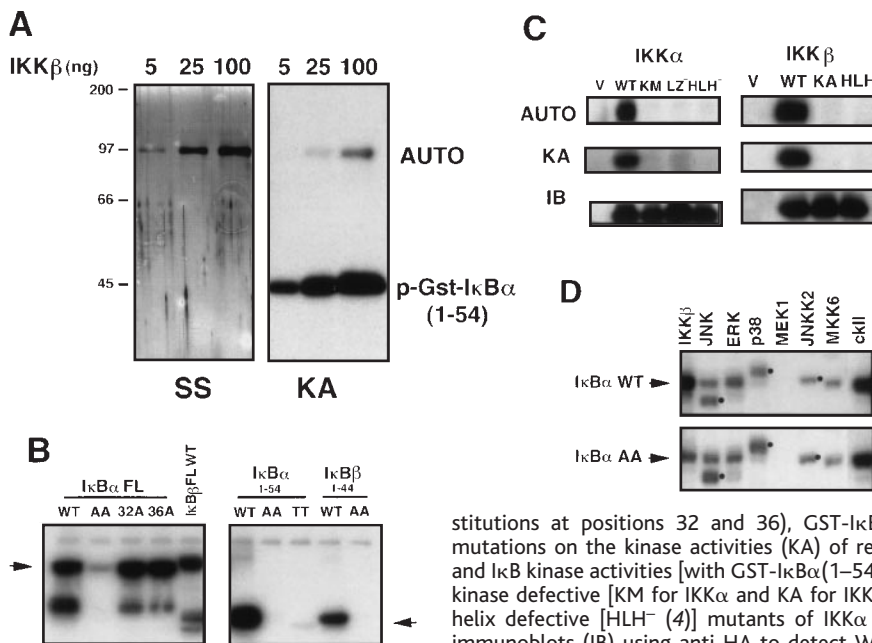 A
IKKβ (ng) 5 25 100 5 25 100
200
97
66
45
AUTO
p-Gst-IκBα
(1-54)
SS KA
B
IκBα FL
IκBβFL WT
WT AA 32A 36A
IκBα
1-54
IκBβ
1-44
WT AA TT WT AA
C
IKKα IKKβ
V WT KM LZ⁻ HLH⁻ V WT KA HLH
AUTO
KA
IB
D
IKKβ
JNK
ERK
p38
MEK1
JNKK2
MKK6
ckII
IκBα WT
IκBα AA
stitutions at positions 32 and 36), GST-IκB
mutations on the kinase activities (KA) of re
and IκB kinase activities [with GST-IκBα(1–54
kinase defective [KM for IKKα and KA for IKK
helix defective [HLH⁻ (4)] mutants of IKKα
immunoblots (IB) using anti-HA to detect W